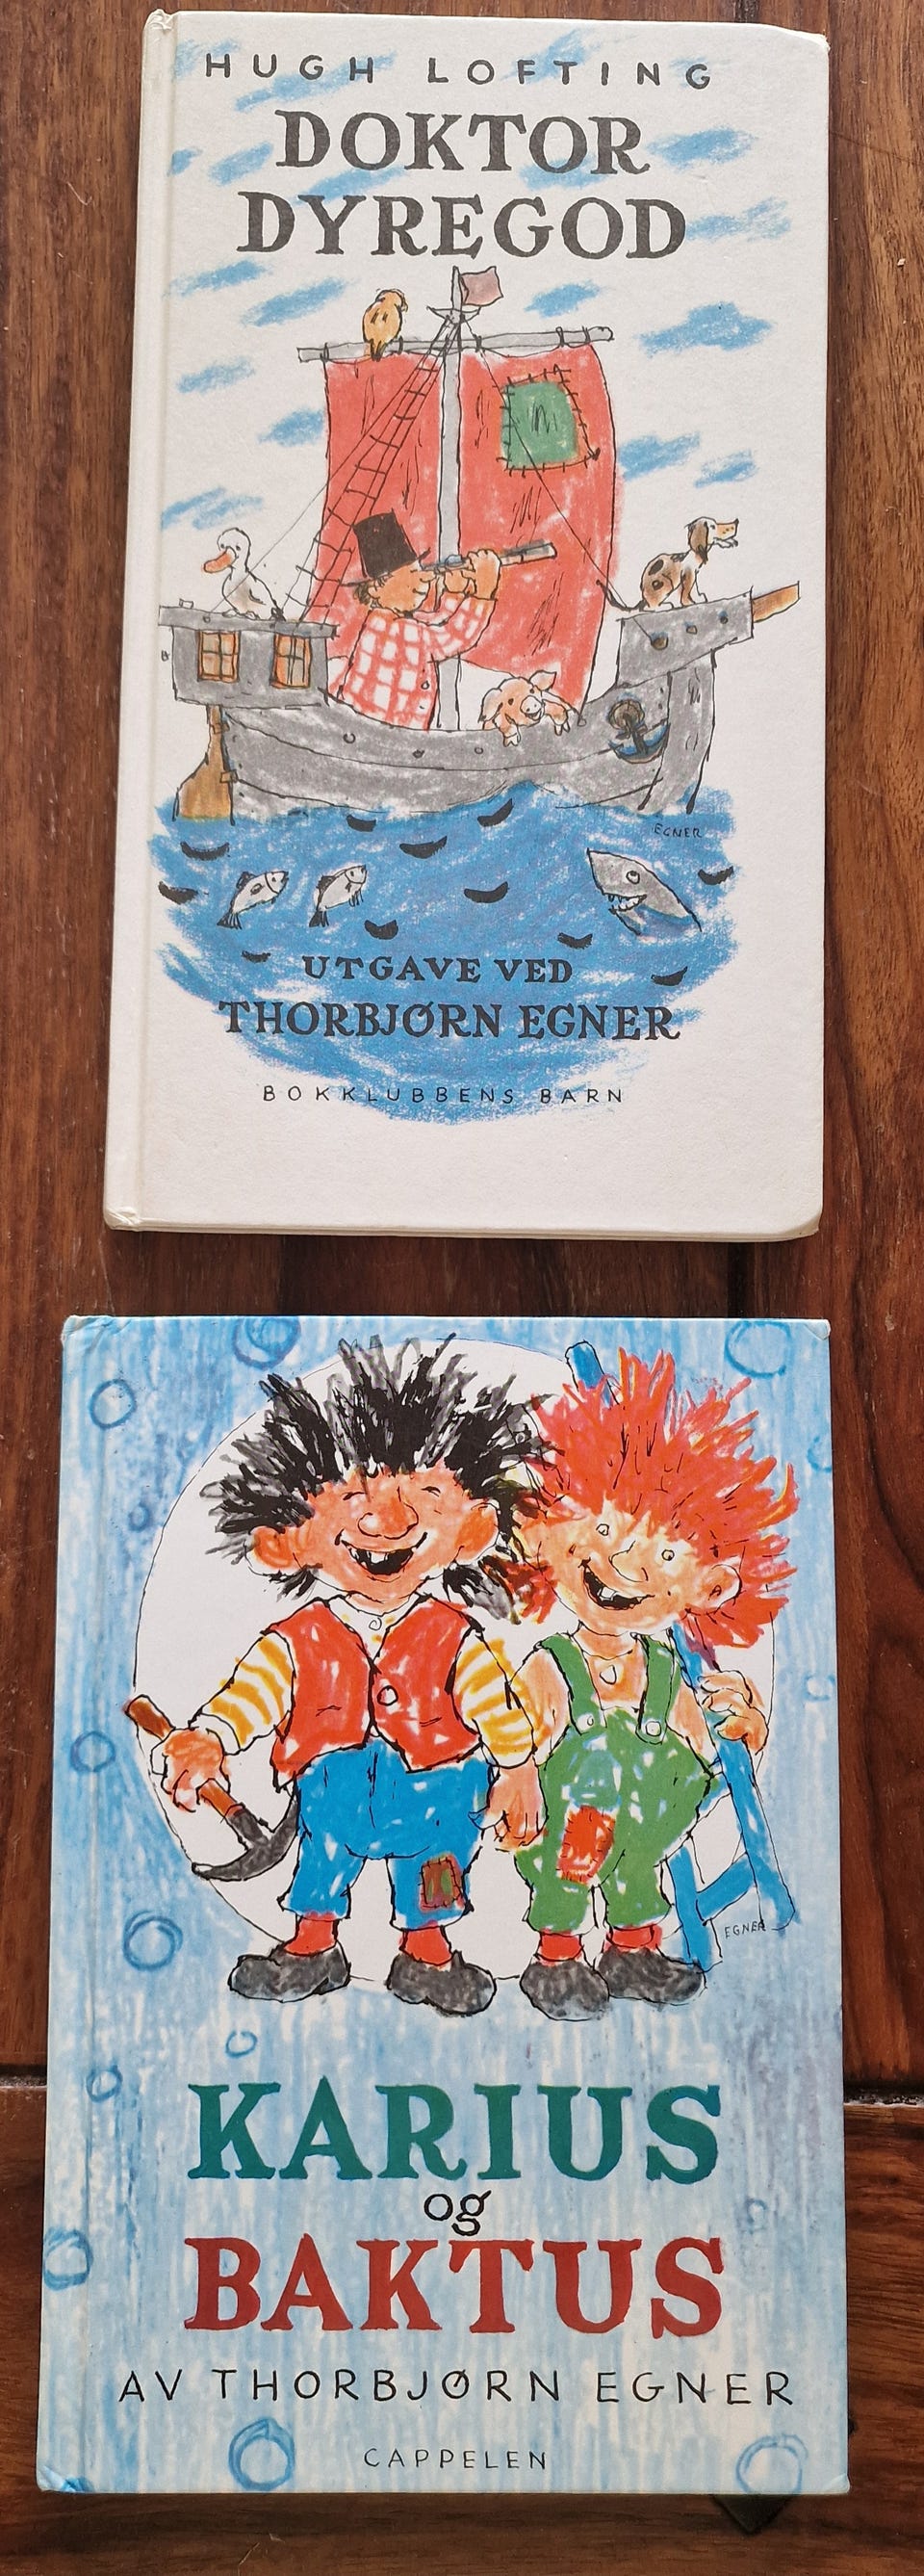 HUGH LOFTING
DOKTOR
DYREGOD
EGNER
UTGAVE VED
THORBJØRN EGNER
BOKKLUBBENS BARN
EGNER
KARIUS
og
BAKTUS
AV THORBJØRN EGNER
CAPPELEN